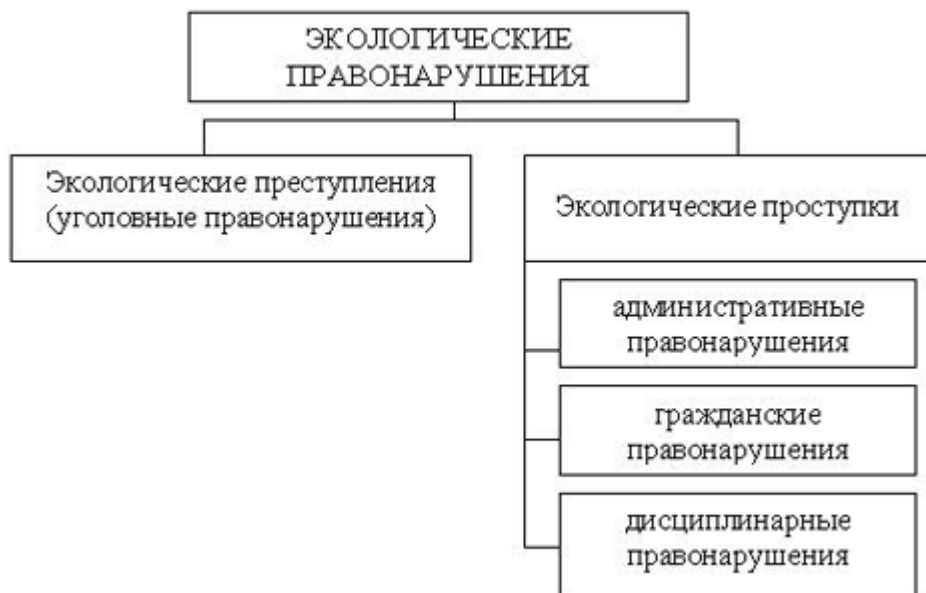 ЭКОЛОГИЧЕСКИЕ
ПРАВОНАРУШЕНИЯ
Экологические преступления
(уголовные правонарушения)
Экологические проступки
административные
правонарушения
гражданские
правонарушения
дисциплинарные
правонарушения